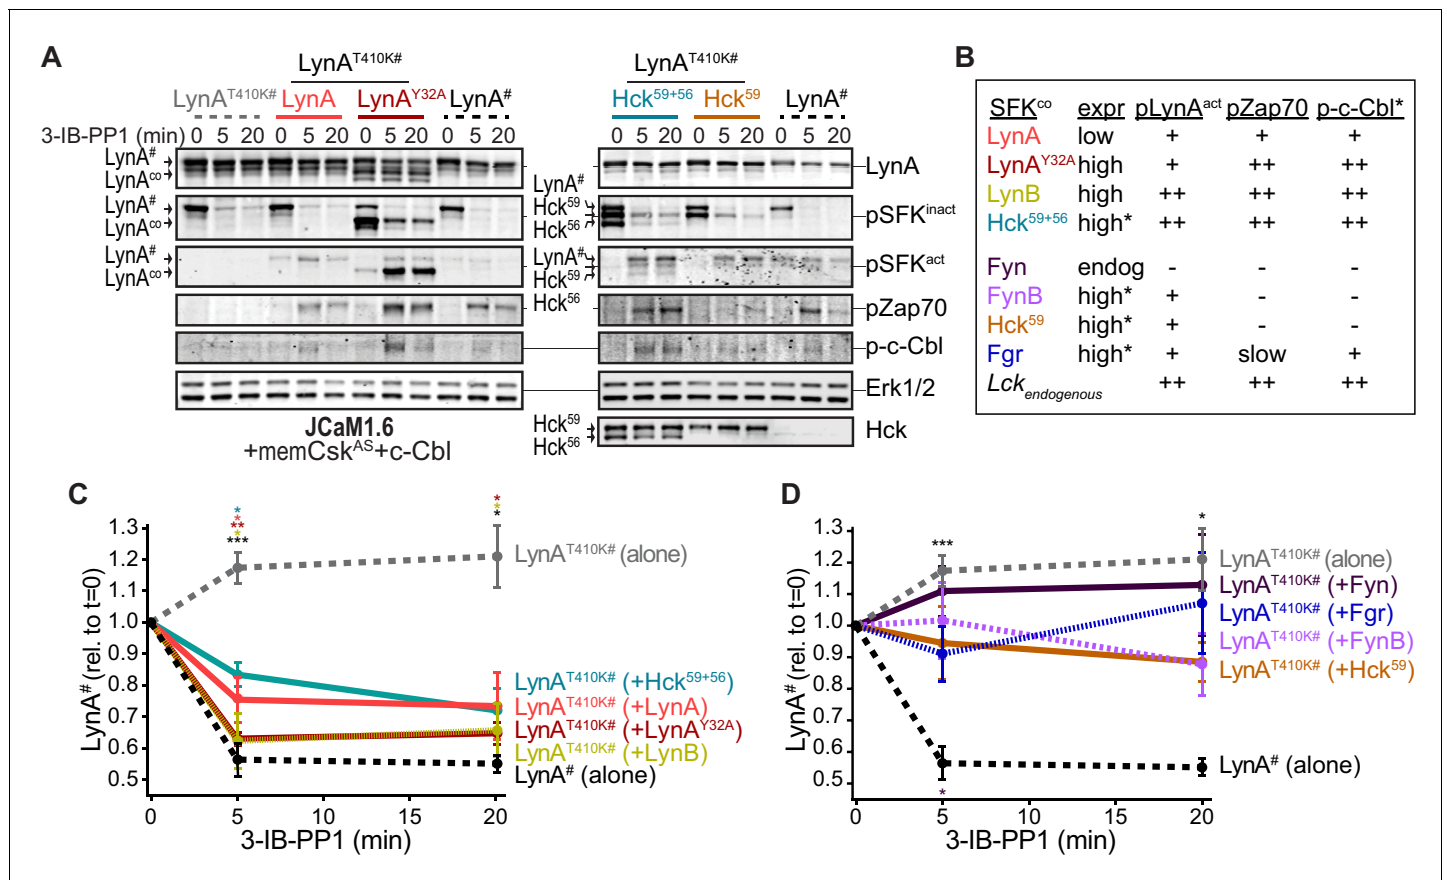 A
LynA^T410K#
LynA^T410K# LynA LynA^Y32A LynA^#
3-IB-PP1 (min) 0 5 20 0 5 20 0 5 20 0 5 20
LynA^#
LynA^co
LynA^#
LynA^co
LynA^#
LynA^co
JCaM1.6
+memCsk^AS+c-Cbl
LynA^T410K#
Hck^59+56 Hck^59 LynA^#
0 5 20 0 5 20 0 5 20
LynA^#
Hck^59
Hck^56
LynA^#
Hck^59
Hck^56
Hck^59
Hck^56
LynA
pSFK^inact
pSFK^act
pZap70
p-c-Cbl
Erk1/2
Hck
B
SFK^co expr pLynA^act pZap70 p-c-Cbl*
LynA low + + +
LynA^Y32A high + ++ ++
LynB high ++ ++ ++
Hck^59+56 high* ++ ++ ++
Fyn endog - - -
FynB high* + - -
Hck^59 high* + - -
Fgr high* + slow +
Lck_endogenous ++ ++ ++
C
LynA^# (rel. to t=0)
1.3
1.2
1.1
1.0
0.9
0.8
0.7
0.6
0.5
0 5 10 15 20
3-IB-PP1 (min)
*
*
**
*
***
*
*
*
LynA^T410K# (alone)
LynA^T410K# (+Hck^59+56)
LynA^T410K# (+LynA)
LynA^T410K# (+LynA^Y32A)
LynA^T410K# (+LynB)
LynA^# (alone)
D
LynA^# (rel. to t=0)
1.3
1.2
1.1
1.0
0.9
0.8
0.7
0.6
0.5
0 5 10 15 20
3-IB-PP1 (min)
***
*
*
LynA^T410K# (alone)
LynA^T410K# (+Fyn)
LynA^T410K# (+Fgr)
LynA^T410K# (+FynB)
LynA^T410K# (+Hck^59)
LynA^# (alone)